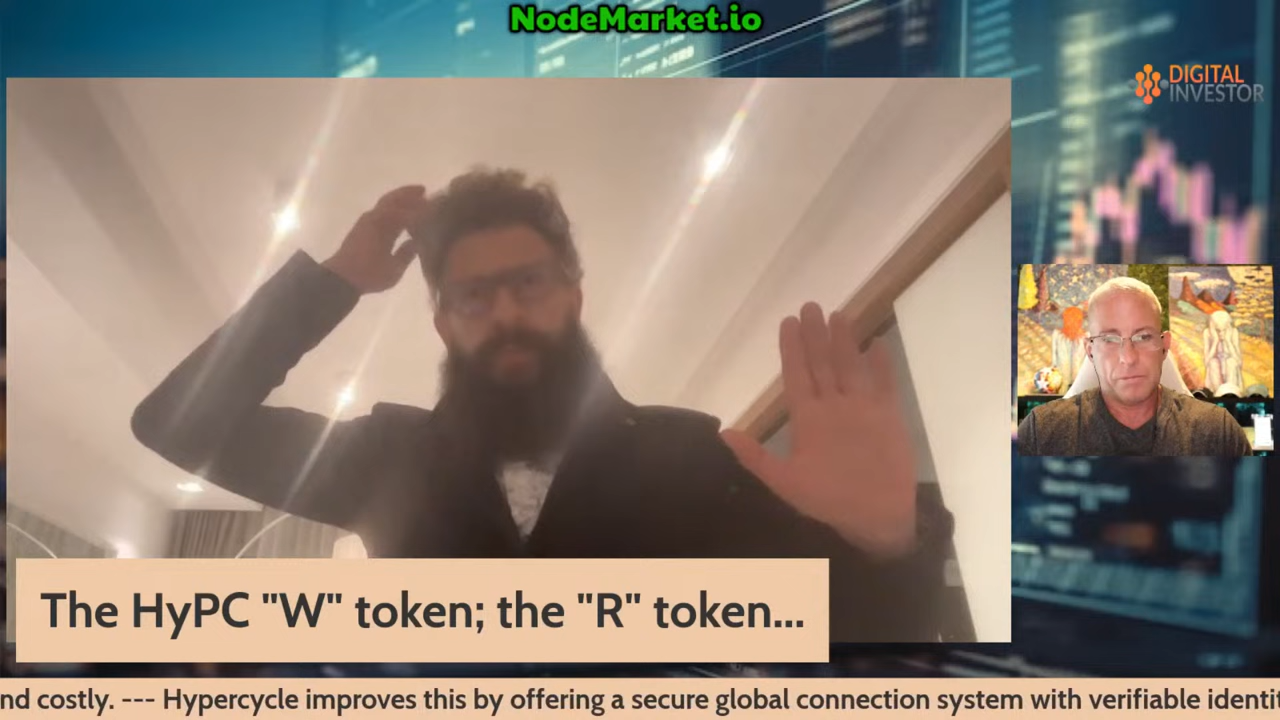 NodeMarket.io
DIGITAL
INVESTOR
The HyPC "W" token; the "R" token...
nd costly. --- Hypercycle improves this by offering a secure global connection system with verifiable identit